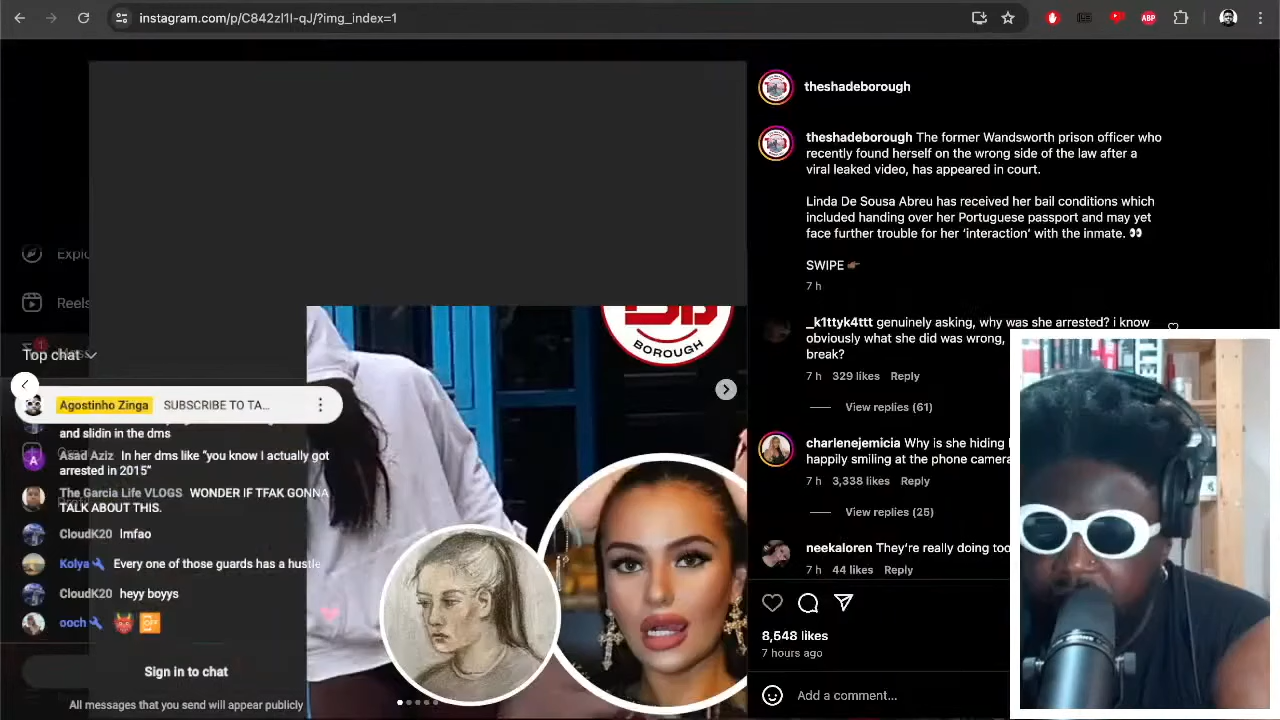 instagram.com/p/C842zI1I-qJ/?img_index=1
ABP
theshadeborough
theshadeborough The former Wandsworth prison officer who
recently found herself on the wrong side of the law after a
viral leaked video, has appeared in court.
Linda De Sousa Abreu has received her bail conditions which
included handing over her Portuguese passport and may yet
face further trouble for her ‘interaction’ with the inmate. 👀
SWIPE 👉🏾
7 h
_k1ttyk4ttt genuinely asking, why was she arrested? i know
obviously what she did was wrong,
break?
7 h 329 likes Reply
View replies (61)
charlenejemicia Why is she hiding
happily smiling at the phone camera
7 h 3,338 likes Reply
View replies (25)
neekaloren They're really doing too
7 h 44 likes Reply
8,548 likes
7 hours ago
Add a comment...
BOROUGH
Reels
1
Top chat
Agostinho Zinga SUBSCRIBE TO TA...
and slidin in the dms
A
Asad Aziz In her dms like “you know I actually got
arrested in 2015”
The Garcia Life VLOGS WONDER IF TFAK GONNA
TALK ABOUT THIS.
CloudK20 lmfao
Kolya Every one of those guards has a hustle
CloudK20 heyy boyys
ooch
Sign in to chat
All messages that you send will appear publicly